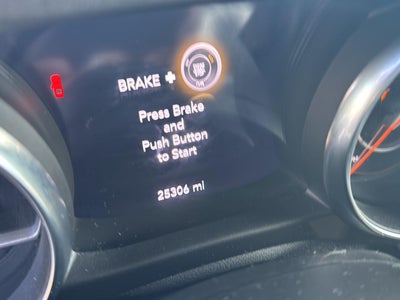 BRAKE +
Press Brake
and
Push Button
to Start
25306 mi